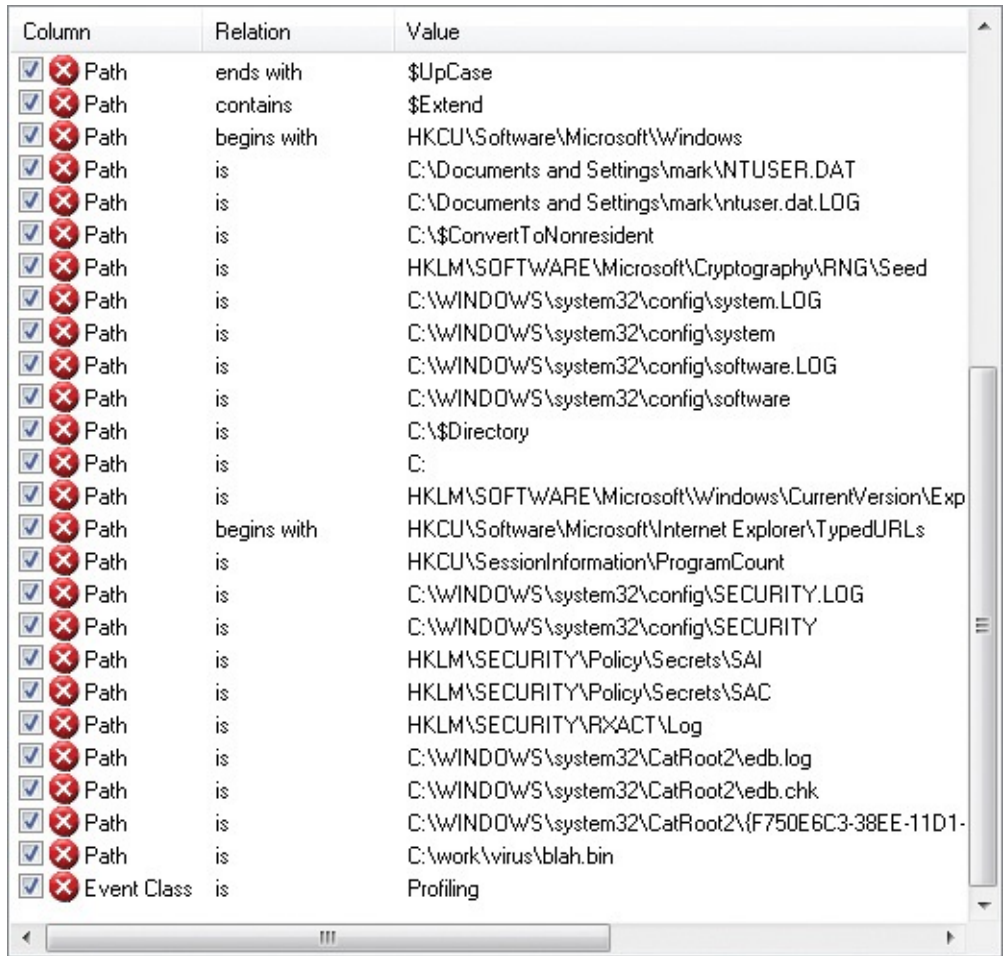 Column Relation Value
Path ends with $UpCase
Path contains $Extend
Path begins with HKCU\Software\Microsoft\Windows
Path is C:\Documents and Settings\mark\NTUSER.DAT
Path is C:\Documents and Settings\mark\ntuser.dat.LOG
Path is C:\$ConvertToNonresident
Path is HKLM\SOFTWARE\Microsoft\Cryptography\RNG\Seed
Path is C:\WINDOWS\system32\config\system.LOG
Path is C:\WINDOWS\system32\config\system
Path is C:\WINDOWS\system32\config\software.LOG
Path is C:\WINDOWS\system32\config\software
Path is C:\$Directory
Path is C:
Path is HKLM\SOFTWARE\Microsoft\Windows\CurrentVersion\Exp
Path begins with HKCU\Software\Microsoft\Internet Explorer\TypedURLs
Path is HKCU\SessionInformation\ProgramCount
Path is C:\WINDOWS\system32\config\SECURITY.LOG
Path is C:\WINDOWS\system32\config\SECURITY
Path is HKLM\SECURITY\Policy\Secrets\SAI
Path is HKLM\SECURITY\Policy\Secrets\SAC
Path is HKLM\SECURITY\RXACT\Log
Path is C:\WINDOWS\system32\CatRoot2\edb.log
Path is C:\WINDOWS\system32\CatRoot2\edb.chk
Path is C:\WINDOWS\system32\CatRoot2\{F750E6C3-38EE-11D1-
Path is C:\work\virus\blah.bin
Event Class is Profiling